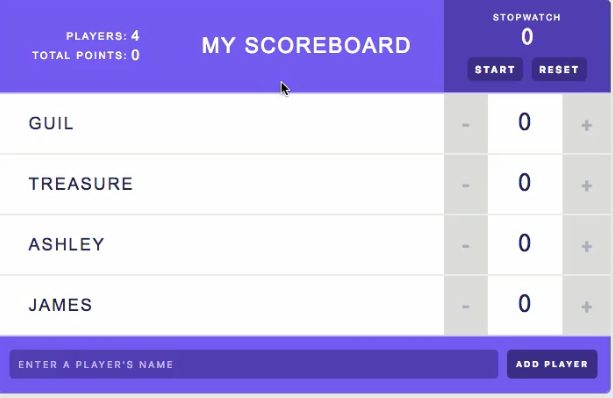 PLAYERS: 4
TOTAL POINTS: 0
MY SCOREBOARD
STOPWATCH
0
START RESET
GUIL - 0 +
TREASURE - 0 +
ASHLEY - 0 +
JAMES - 0 +
ENTER A PLAYER'S NAME ADD PLAYER